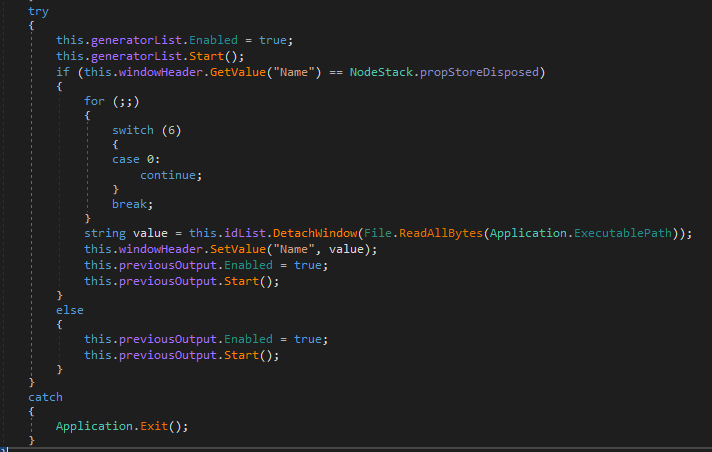 try
{
this.generatorList.Enabled = true;
this.generatorList.Start();
if (this.windowHeader.GetValue("Name") == NodeStack.propStoreDisposed)
{
for (;;)
{
switch (6)
{
case 0:
continue;
}
break;
}
string value = this.idList.DetachWindow(File.ReadAllBytes(Application.ExecutablePath));
this.windowHeader.SetValue("Name", value);
this.previousOutput.Enabled = true;
this.previousOutput.Start();
}
else
{
this.previousOutput.Enabled = true;
this.previousOutput.Start();
}
}
catch
{
Application.Exit();
}